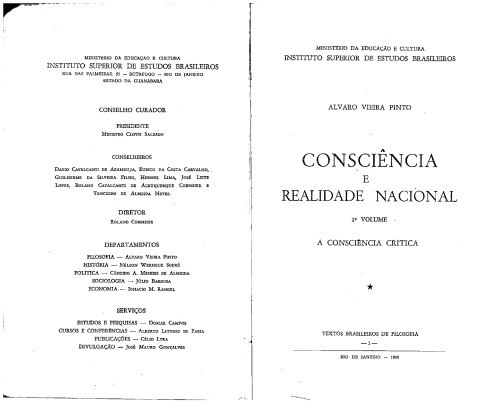 MINISTÉRIO DA EDUCAÇÃO E CULTURA
INSTITUTO SUPERIOR DE ESTUDOS BRASILEIROS
RUA DAS PALMEIRAS, 55 — BOTAFOGO — RIO DE JANEIRO
ESTADO DA GUANABARA
CONSELHO CURADOR
PRESIDENTE
MINISTRO CLOVIS SALGADO
CONSELHEIROS
DAVID CAVALCANTI DE AZAMBUJA, EURICO DA COSTA CARVALHO,
GUILHERME DA SILVEIRA FILHO, HERMES LIMA, JOSÉ LEITE
LOPES, ROLAND CAVALCANTI DE ALBUQUERQUE CORBISIER E
TEMÍSTOCLES DE ALMEIDA
DIRETOR
ROLAND CORBISIER
DEPARTAMENTOS
FILOSOFIA — ALVARO VIEIRA PINTO
HISTÓRIA — NÉLSON WERNECK SODRÉ
POLÍTICA — CÂNDIDO A. MENDES DE ALMEIDA
SOCIOLOGIA — JÚLIO BARBOSA
ECONOMIA — IGNACIO M. RANGEL
SERVIÇOS
ESTUDOS E PESQUISAS — DOMAR CAMPOS
CURSOS E CONFERÊNCIAS — ALBERTO LATORRE DE FARIA
PUBLICAÇÕES — CÉLIO LYRA
DIVULGAÇÃO — JOSÉ MAURO GONÇALVES
MINISTÉRIO DA EDUCAÇÃO E CULTURA
INSTITUTO SUPERIOR DE ESTUDOS BRASILEIROS
ALVARO VIEIRA PINTO
CONSCIÊNCIA
E
REALIDADE NACIONAL
2º VOLUME
A CONSCIÊNCIA CRÍTICA
TEXTOS BRASILEIROS DE FILOSOFIA
— 1 —
RIO DE JANEIRO — 1960